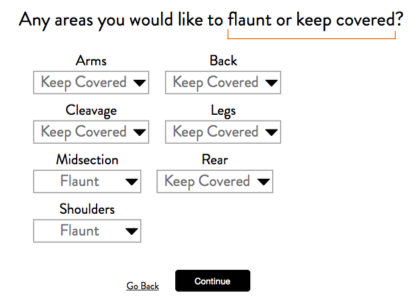 Any areas you would like to flaunt or keep covered?
Arms Back
Keep Covered Keep Covered
Cleavage Legs
Keep Covered Keep Covered
Midsection Rear
Flaunt Keep Covered
Shoulders
Flaunt
Go Back Continue